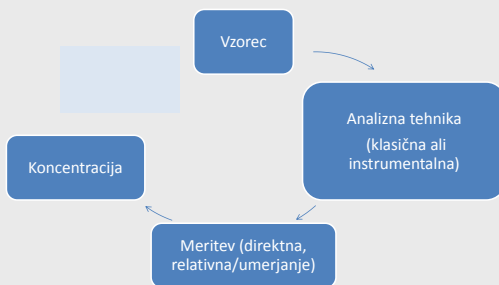 Vzorec
Analizna tehnika
(klasična ali
instrumentalna)
Koncentracija
Meritev (direktna,
relativna/umerjanje)